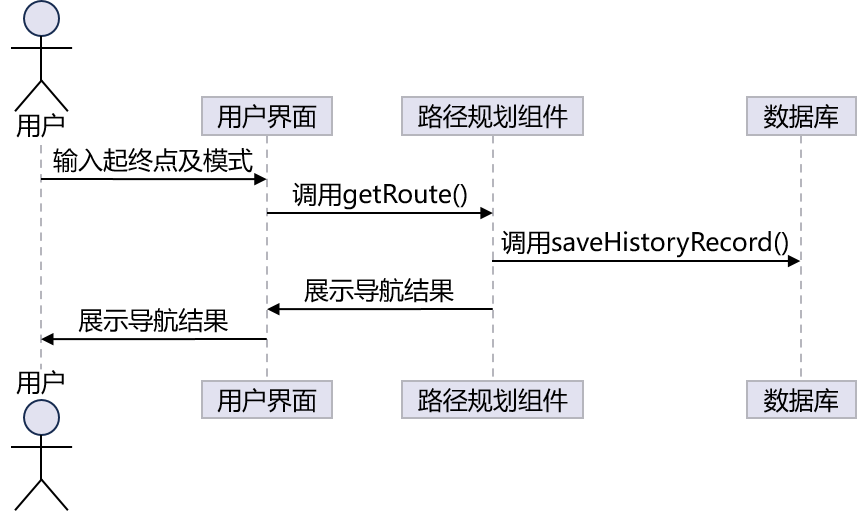 用户
用户界面
路径规划组件
数据库
输入起终点及模式
调用getRoute()
调用saveHistoryRecord()
展示导航结果
展示导航结果
用户
用户界面
路径规划组件
数据库